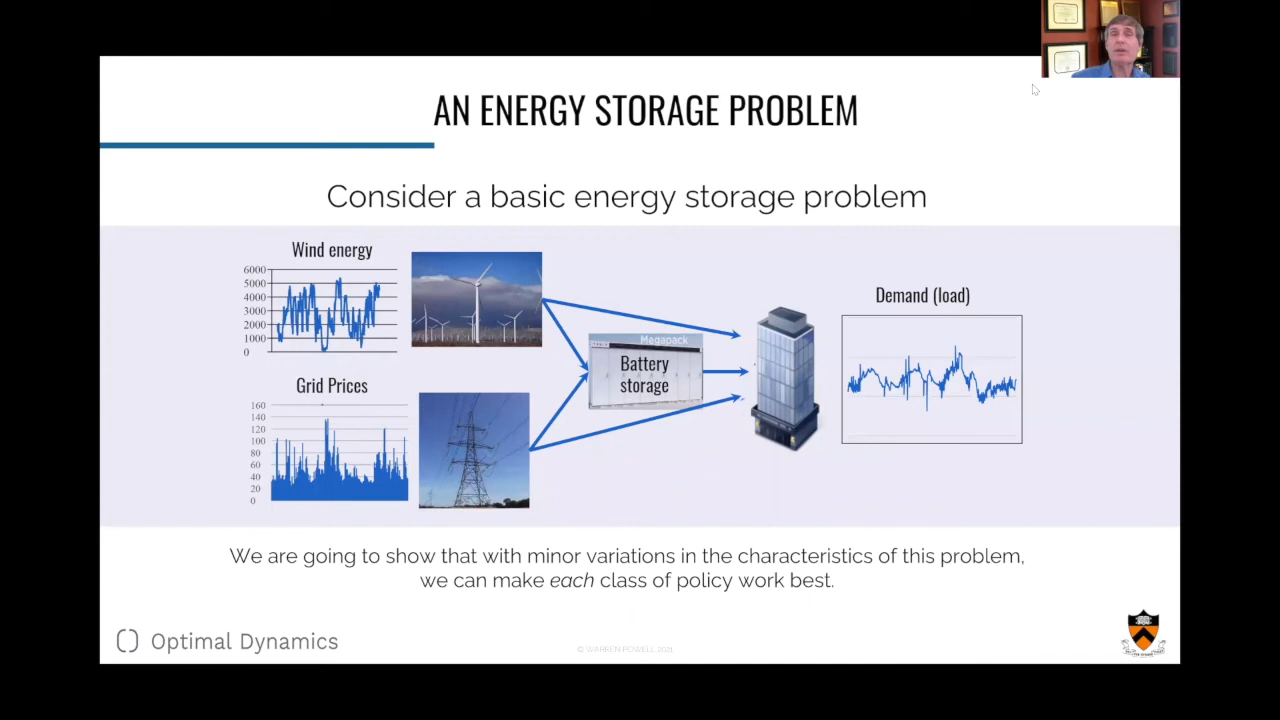 AN ENERGY STORAGE PROBLEM
Consider a basic energy storage problem
Wind energy
6000
5000
4000
3000
2000
1000
0
Grid Prices
160
140
120
100
80
60
40
20
0
Megapack
Battery
storage
Demand (load)
We are going to show that with minor variations in the characteristics of this problem,
we can make each class of policy work best.
Optimal Dynamics
© WARREN POWELL 2021